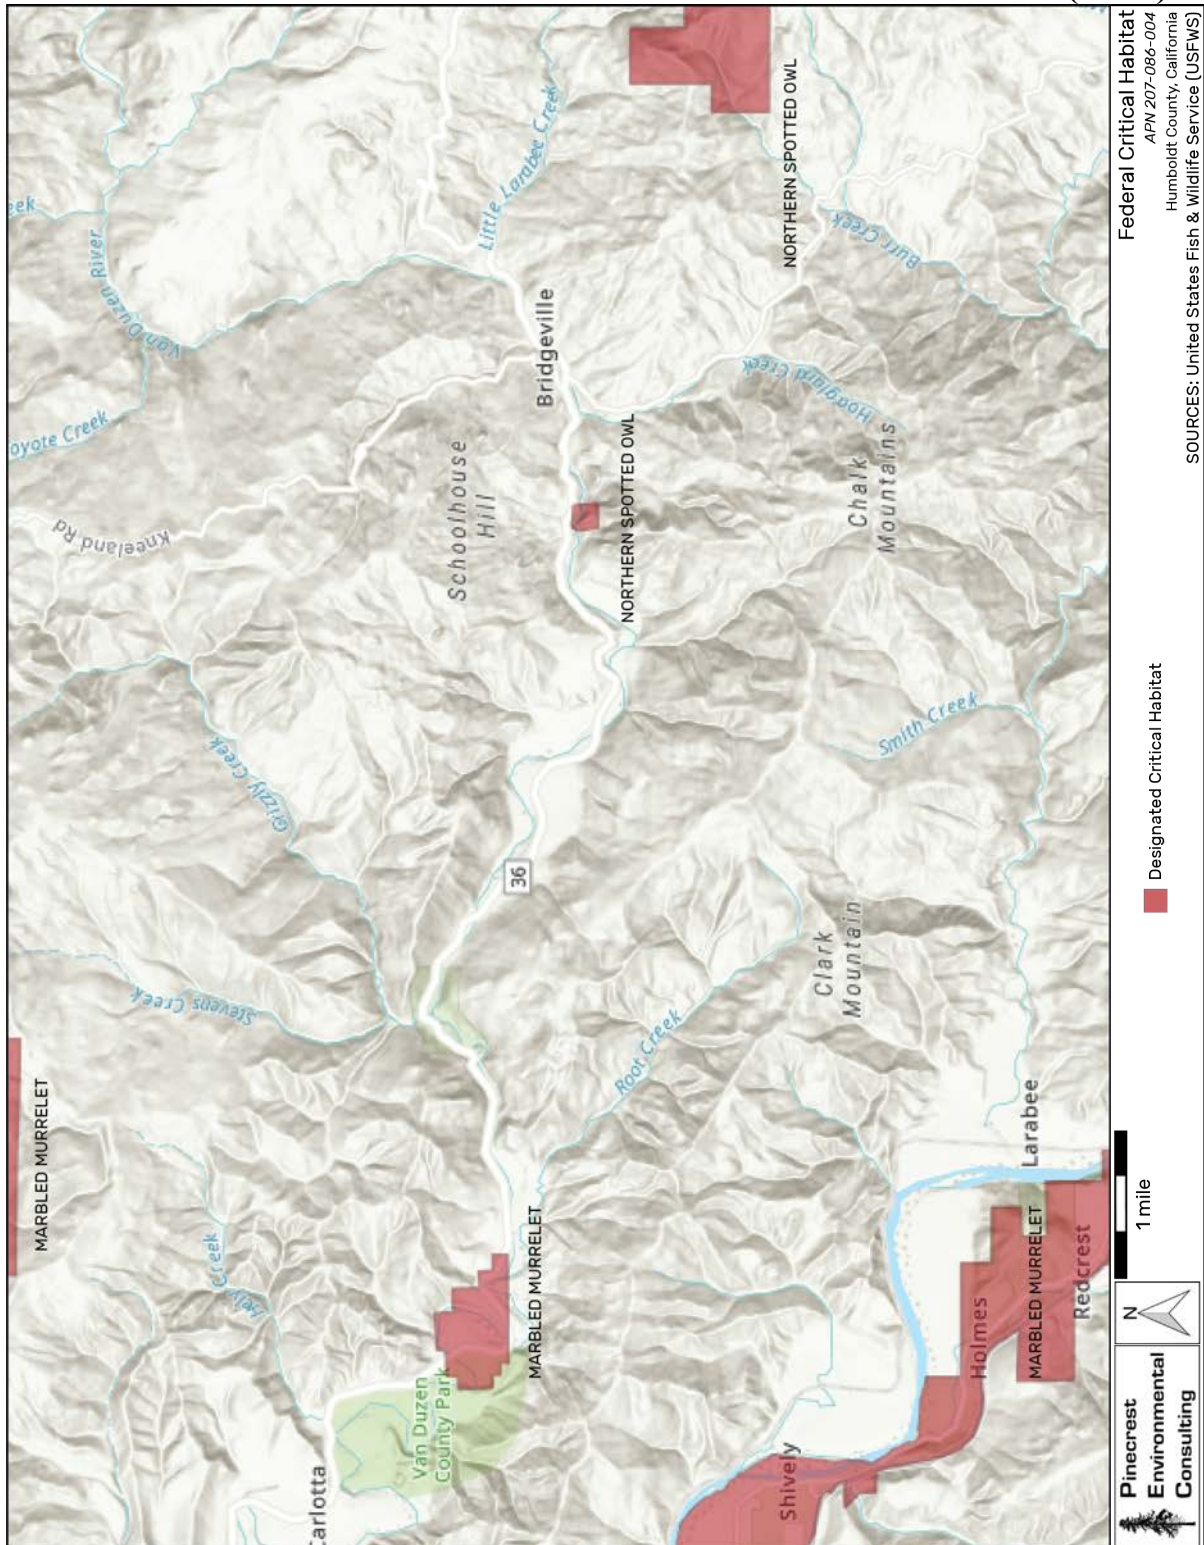 Federal Critical Habitat
APN 207-086-004
Humboldt County, California
SOURCES: United States Fish & Wildlife Service (USFWS)
Designated Critical Habitat
1 mile
N
Pinecrest
Environmental
Consulting
MARBLED MURRELET
Stevens Creek
Hely Creek
Carlotta
Van Duzen
County Park
MARBLED MURRELET
Grizzly Creek
Kneeland Rd
oyote Creek
Van Duzen River
eek
Schoolhouse
Hill
Little Larabee Creek
Bridgeville
36
NORTHERN SPOTTED OWL
NORTHERN SPOTTED OWL
Root Creek
Hoagland Creek
Burr Creek
Chalk
Mountains
Clark
Mountain
Smith Creek
Shively
Holmes
Larabee
MARBLED MURRELET
Redcrest